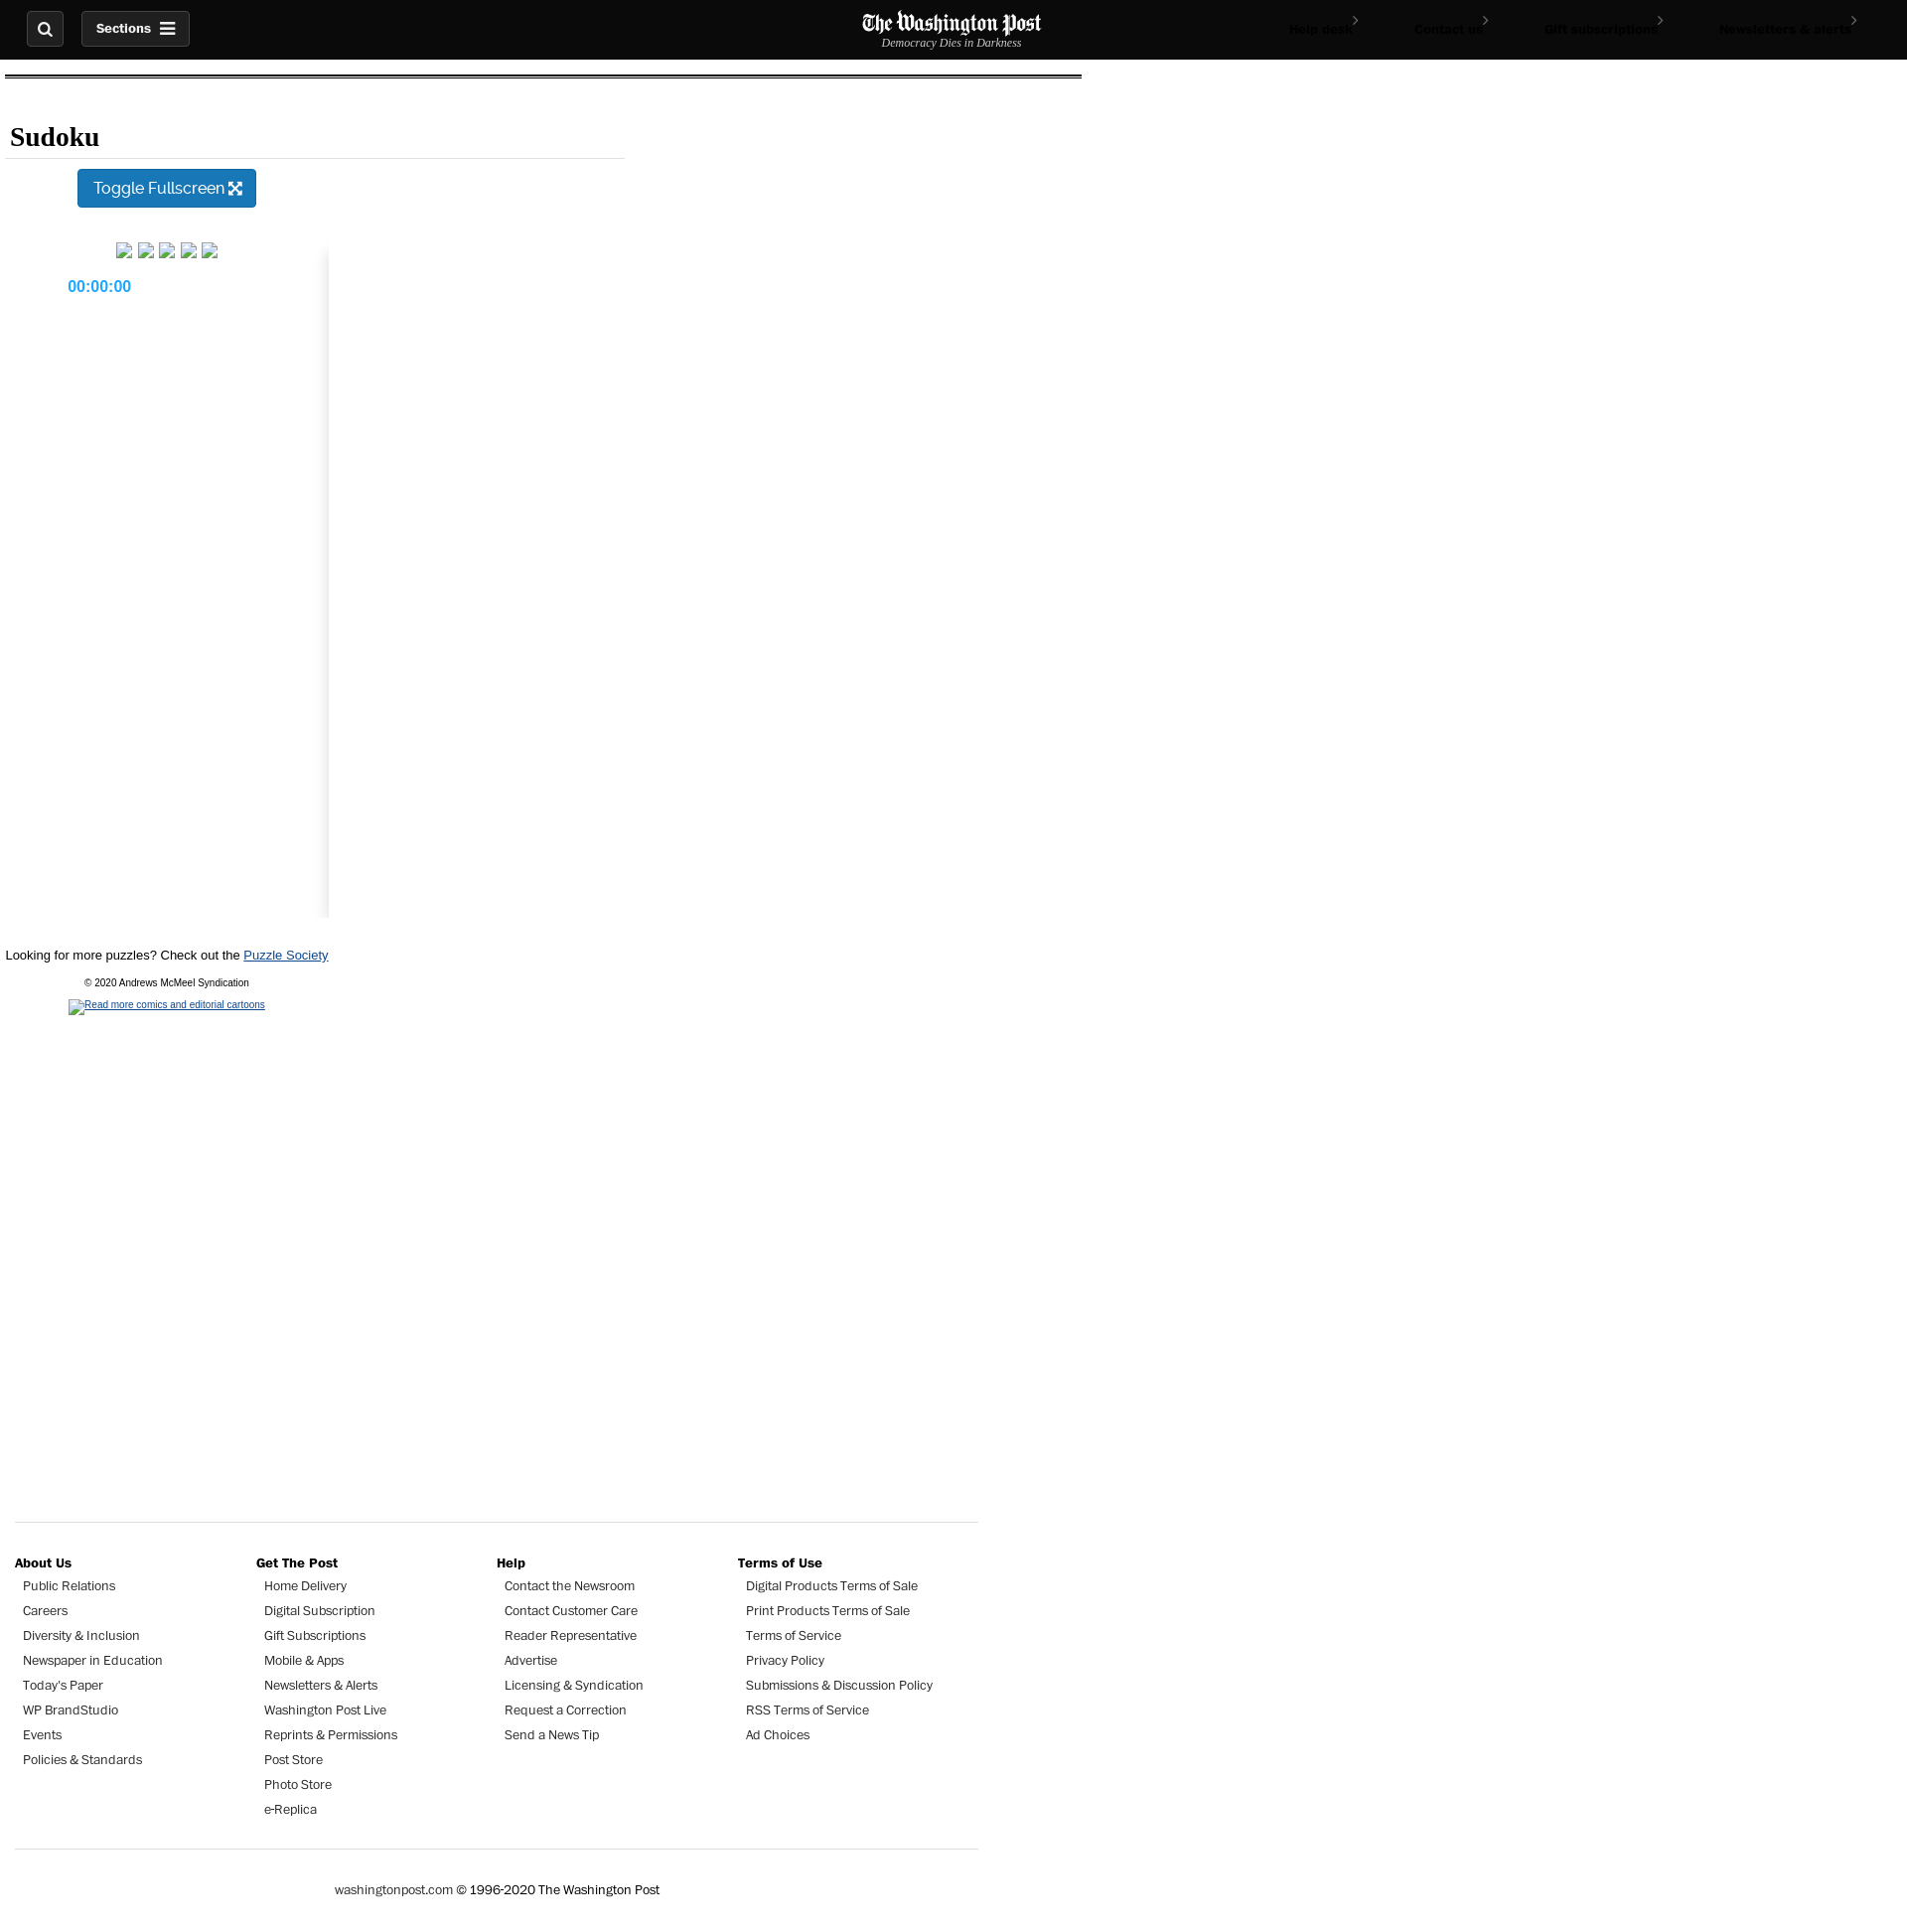 Sections
The Washington Post
Democracy Dies in Darkness
Help desk
Contact us
Gift subscriptions
Newsletters & alerts
Sudoku
Toggle Fullscreen
00:00:00
Looking for more puzzles? Check out the Puzzle Society
© 2020 Andrews McMeel Syndication
Read more comics and editorial cartoons
About Us
Public Relations
Careers
Diversity & Inclusion
Newspaper in Education
Today's Paper
WP BrandStudio
Events
Policies & Standards
Get The Post
Home Delivery
Digital Subscription
Gift Subscriptions
Mobile & Apps
Newsletters & Alerts
Washington Post Live
Reprints & Permissions
Post Store
Photo Store
e-Replica
Help
Contact the Newsroom
Contact Customer Care
Reader Representative
Advertise
Licensing & Syndication
Request a Correction
Send a News Tip
Terms of Use
Digital Products Terms of Sale
Print Products Terms of Sale
Terms of Service
Privacy Policy
Submissions & Discussion Policy
RSS Terms of Service
Ad Choices
washingtonpost.com © 1996-2020 The Washington Post